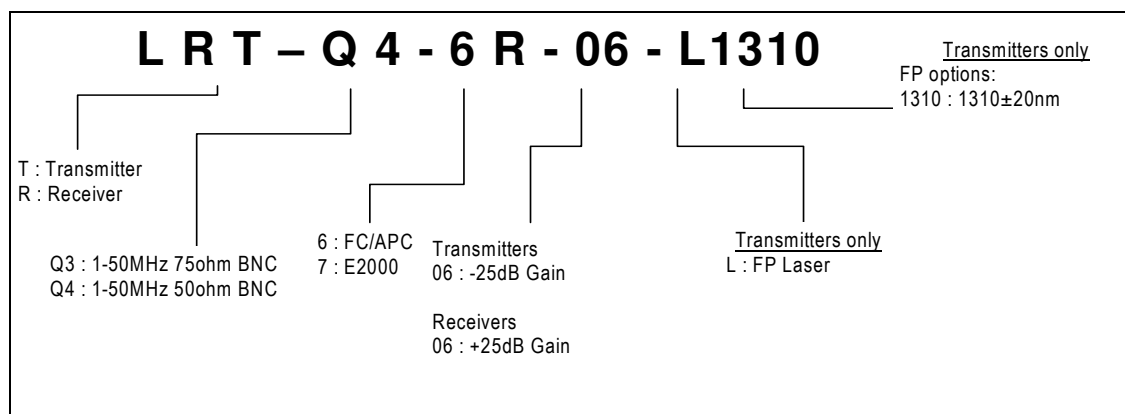 L R T – Q 4 - 6 R - 06 - L1310
Transmitters only
FP options:
1310 : 1310±20nm
T : Transmitter
R : Receiver
Q3 : 1-50MHz 75ohm BNC
Q4 : 1-50MHz 50ohm BNC
6 : FC/APC
7 : E2000
Transmitters
06 : -25dB Gain
Receivers
06 : +25dB Gain
Transmitters only
L : FP Laser